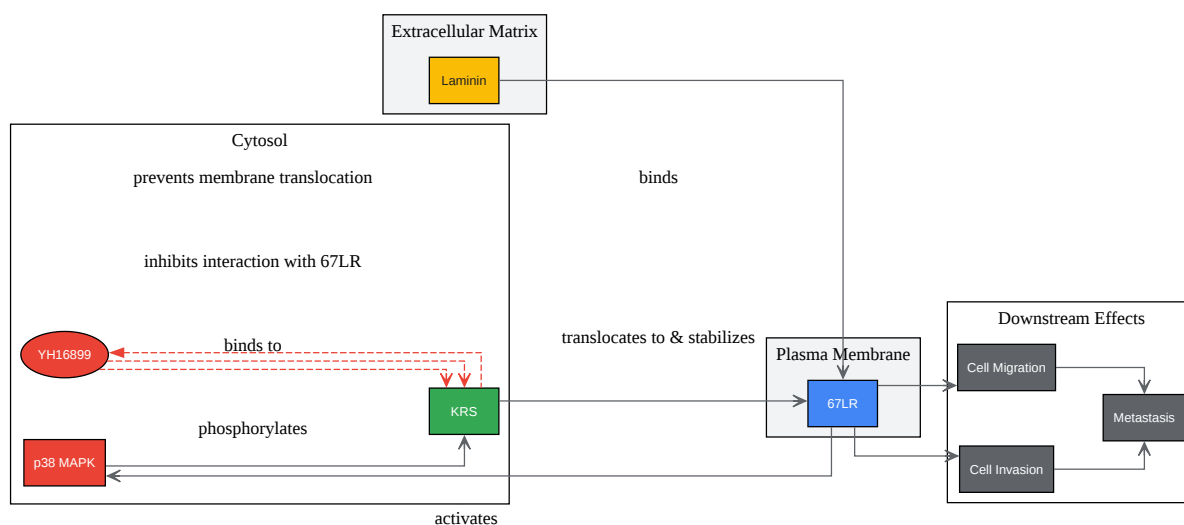 Extracellular Matrix
Laminin
Cytosol
prevents membrane translocation
binds
inhibits interaction with 67LR
YH16899
binds to
translocates to & stabilizes
Plasma Membrane
67LR
KRS
phosphorylates
p38 MAPK
activates
Downstream Effects
Cell Migration
Metastasis
Cell Invasion